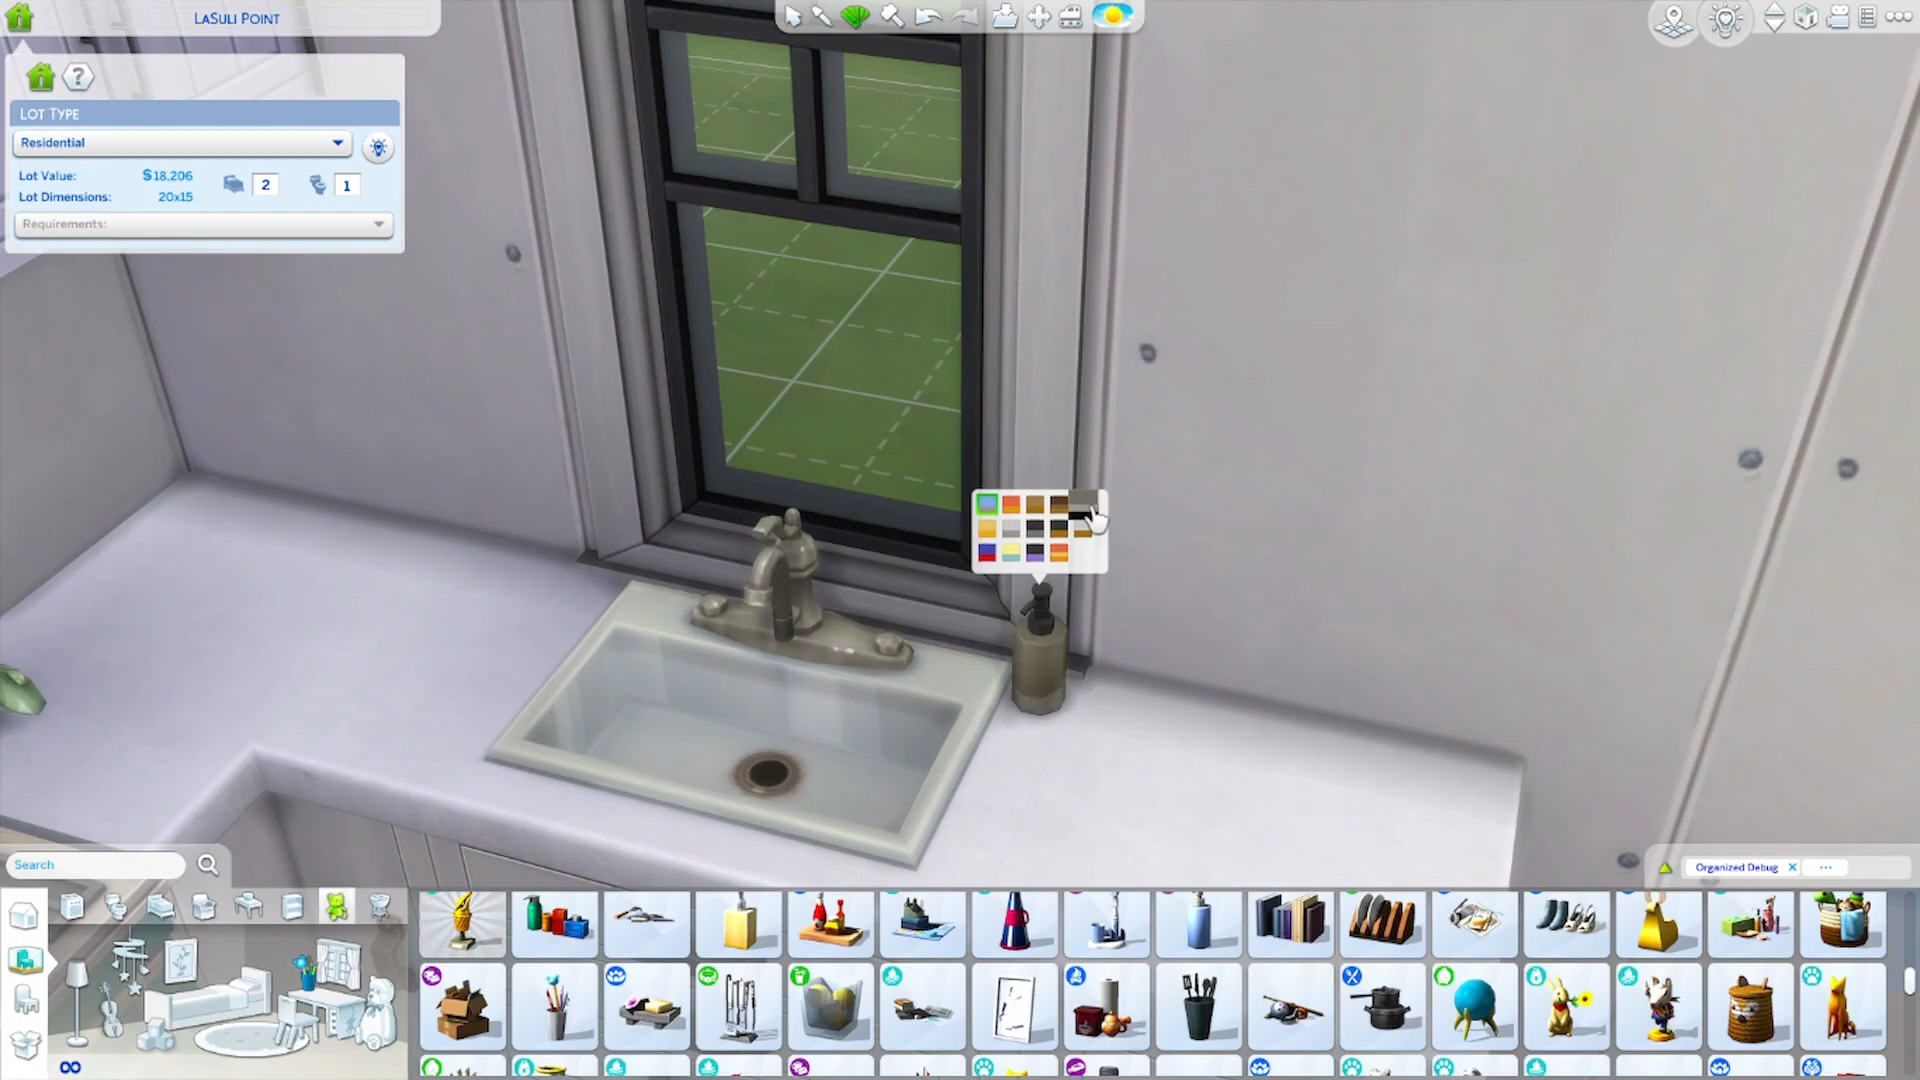 LASULI POINT
?
LOT TYPE
Residential
Lot Value: $18,206
2
1
Lot Dimensions: 20x15
Requirements:
Search
Organized Debug